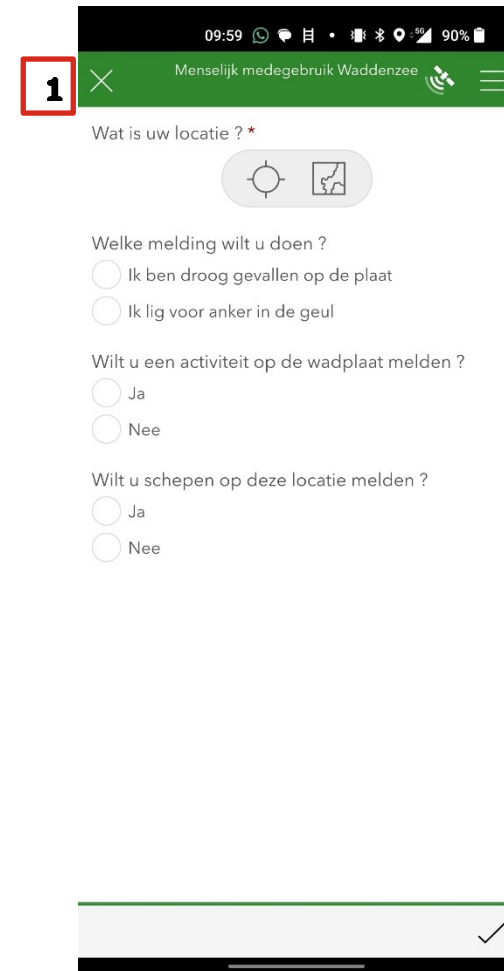 09:59 5G 90%
1
Menselijk medegebruik Waddenzee
Wat is uw locatie ? *
Welke melding wilt u doen ?
Ik ben droog gevallen op de plaat
Ik lig voor anker in de geul
Wilt u een activiteit op de wadplaat melden ?
Ja
Nee
Wilt u schepen op deze locatie melden ?
Ja
Nee